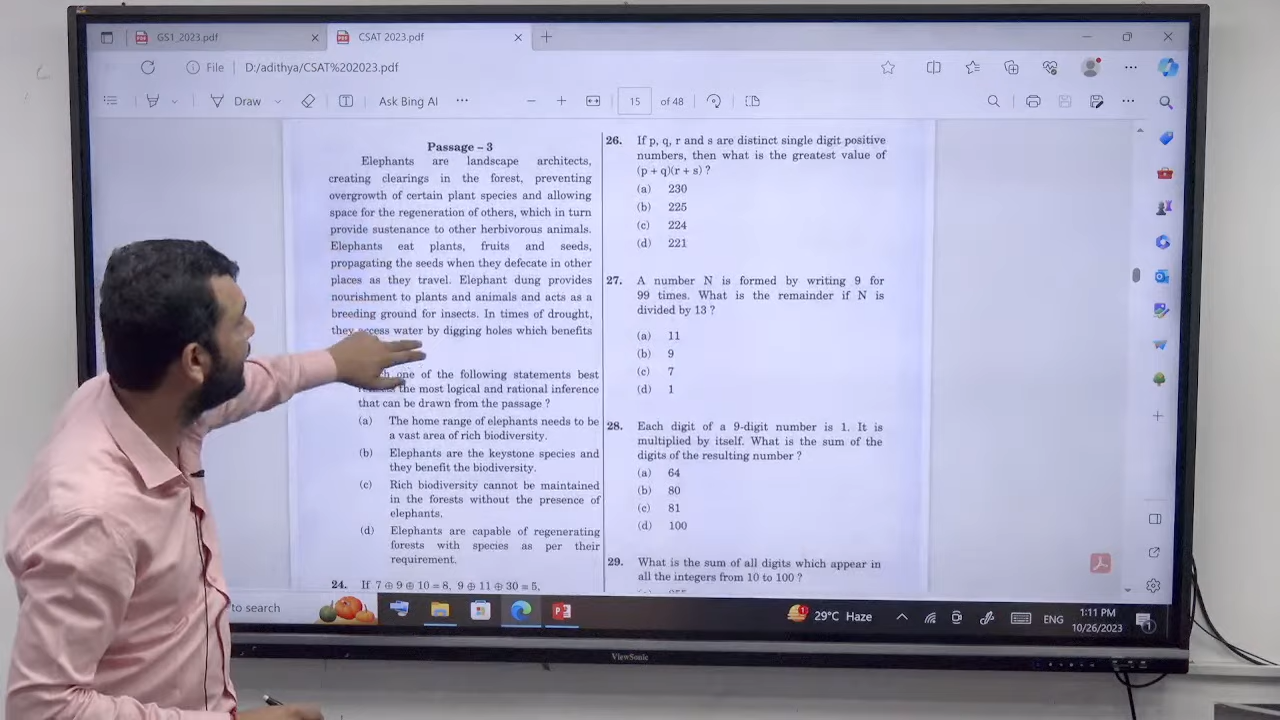 GS1_2023.pdf
CSAT 2023.pdf
File D:/adithya/CSAT%202023.pdf
Draw Ask Bing AI 15 of 48
Passage – 3
Elephants are landscape architects,
creating clearings in the forest, preventing
overgrowth of certain plant species and allowing
space for the regeneration of others, which in turn
provide sustenance to other herbivorous animals.
Elephants eat plants, fruits and seeds,
propagating the seeds when they defecate in other
places as they travel. Elephant dung provides
nourishment to plants and animals and acts as a
breeding ground for insects. In times of drought,
they access water by digging holes which benefits
one of the following statements best
the most logical and rational inference
that can be drawn from the passage ?
(a) The home range of elephants needs to be
a vast area of rich biodiversity.
(b) Elephants are the keystone species and
they benefit the biodiversity.
(c) Rich biodiversity cannot be maintained
in the forests without the presence of
elephants.
(d) Elephants are capable of regenerating
forests with species as per their
requirement.
24. If 7 ⊕ 9 ⊕ 10 = 8, 9 ⊕ 11 ⊕ 30 = 5,
26. If p, q, r and s are distinct single digit positive
numbers, then what is the greatest value of
(p + q)(r + s) ?
(a) 230
(b) 225
(c) 224
(d) 221
27. A number N is formed by writing 9 for
99 times. What is the remainder if N is
divided by 13 ?
(a) 11
(b) 9
(c) 7
(d) 1
28. Each digit of a 9-digit number is 1. It is
multiplied by itself. What is the sum of the
digits of the resulting number ?
(a) 64
(b) 80
(c) 81
(d) 100
29. What is the sum of all digits which appear in
all the integers from 10 to 100 ?
to search
29°C Haze
ENG
1:11 PM
10/26/2023
ViewSonic